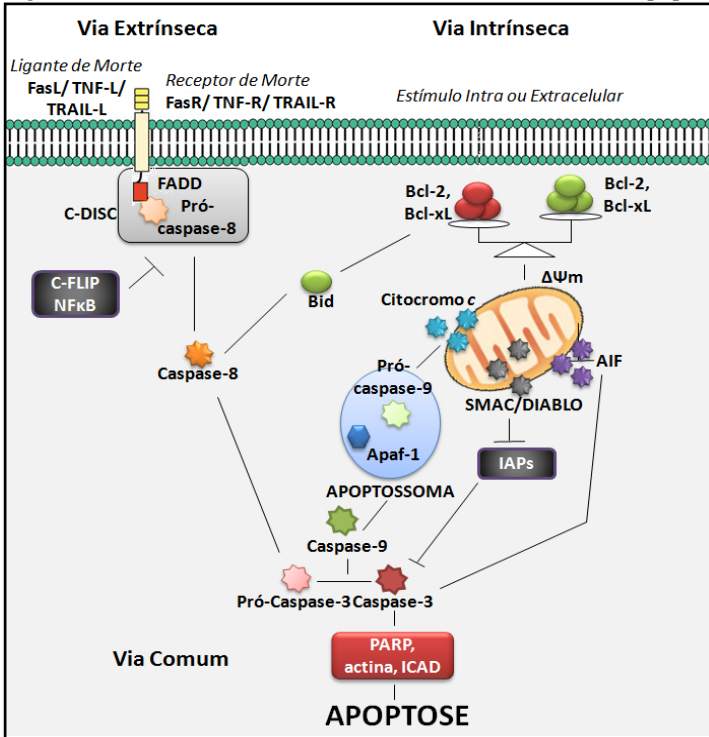 Via Extrínseca
Via Intrínseca
Ligante de Morte
FasL/ TNF-L/
TRAIL-L
Receptor de Morte
FasR/ TNF-R/ TRAIL-R
Estímulo Intra ou Extracelular
FADD
C-DISC
Pró-
caspase-8
Bcl-2,
Bcl-xL
Bcl-2,
Bcl-xL
C-FLIP
NFκB
Bid
ΔΨm
Citocromo c
Caspase-8
Pró-
caspase-9
AIF
SMAC/DIABLO
Apaf-1
IAPs
APOPTOSSOMA
Caspase-9
Pró-Caspase-3
Caspase-3
Via Comum
PARP,
actina, ICAD
APOPTOSE